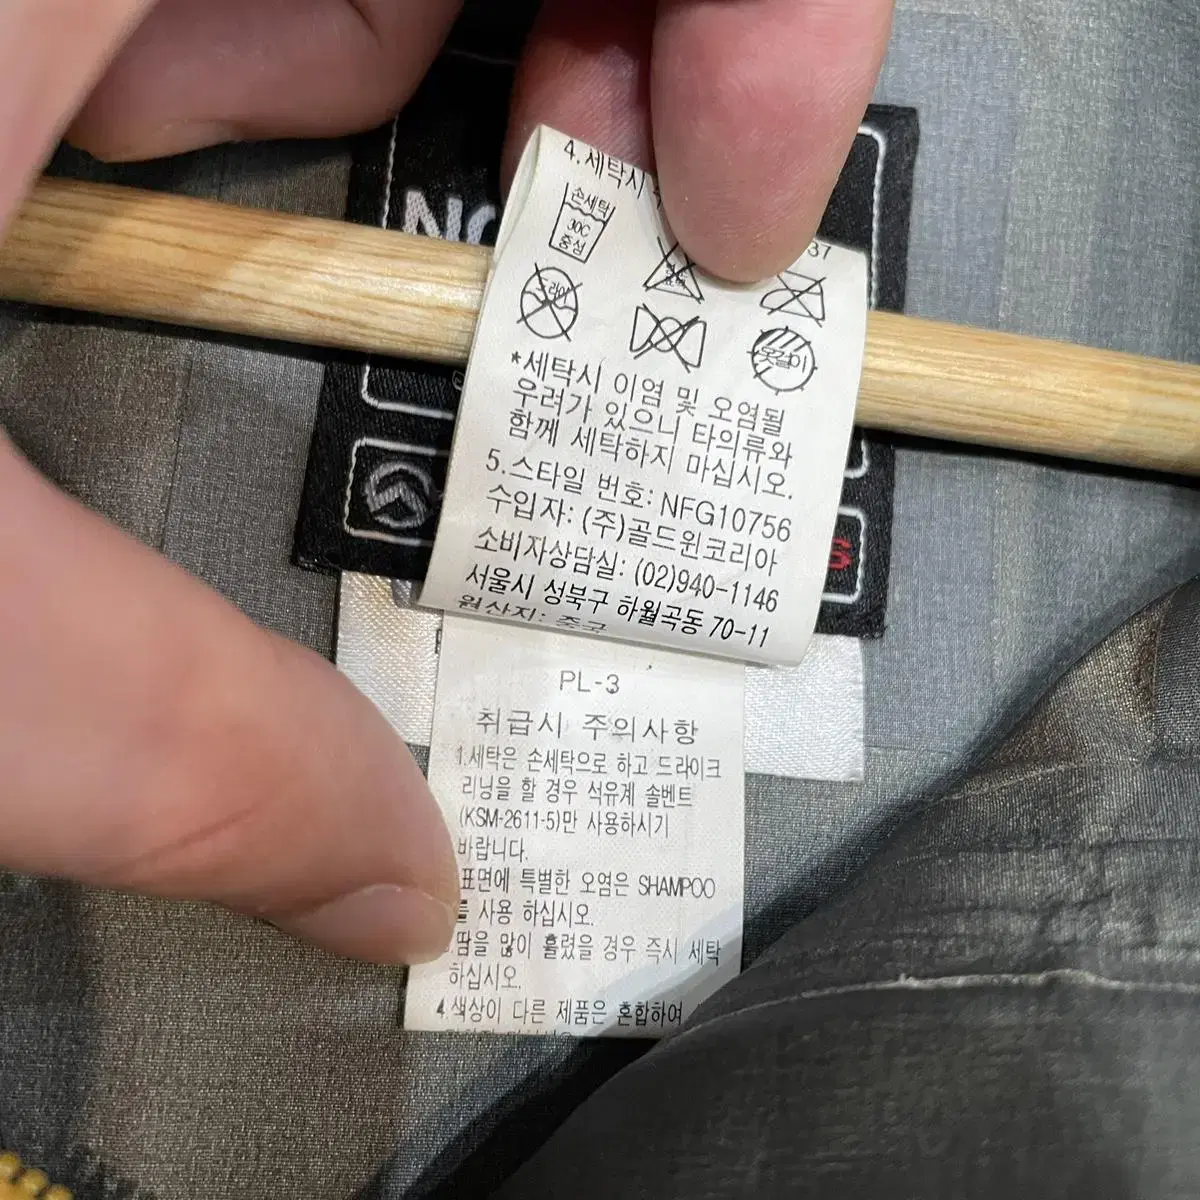 4.세탁시
손세탁
30C
중성
37
드라이
옷걸이
*세탁시 이염 및 오염될
우려가 있으니 타의류와
함께 세탁하지 마십시오.
5.스타일 번호: NFG10756
수입자: (주)골드윈코리아
소비자상담실: (02)940-1146
서울시 성북구 하월곡동 70-11
원산지: 중국
PL-3
취급시 주의사항
1.세탁은 손세탁으로 하고 드라이크
리닝을 할 경우 석유계 솔벤트
(KSM-2611-5)만 사용하시기
바랍니다.
표면에 특별한 오염은 SHAMPOO
를 사용 하십시오.
땀을 많이 흘렸을 경우 즉시 세탁
하십시오.
4.색상이 다른 제품은 혼합하여
NO
6